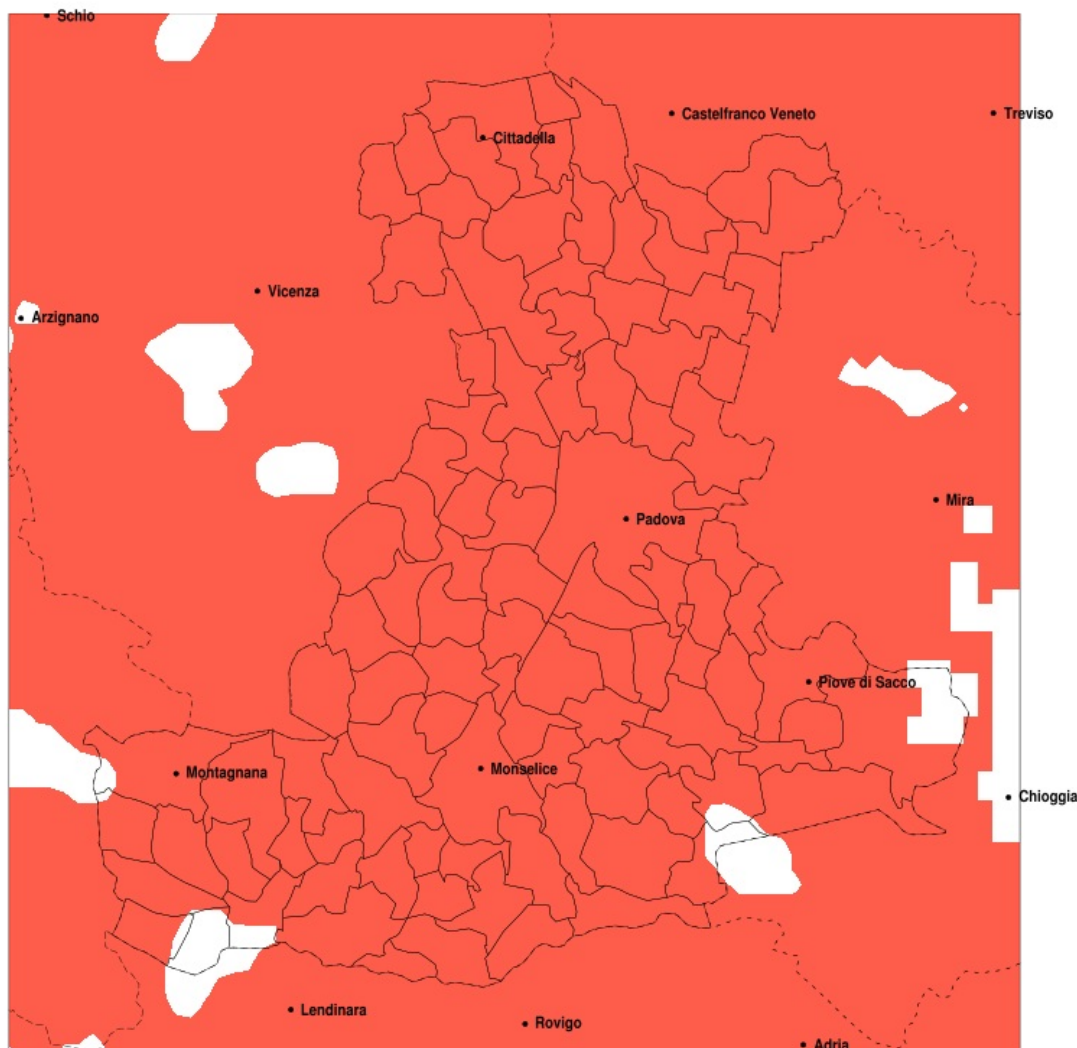 Schio
Castelfranco Veneto
Treviso
Cittadella
Vicenza
Arzignano
Mira
Padova
Piove di Sacco
Montagnana
Monselice
Chioggia
Lendinara
Rovigo
Adria